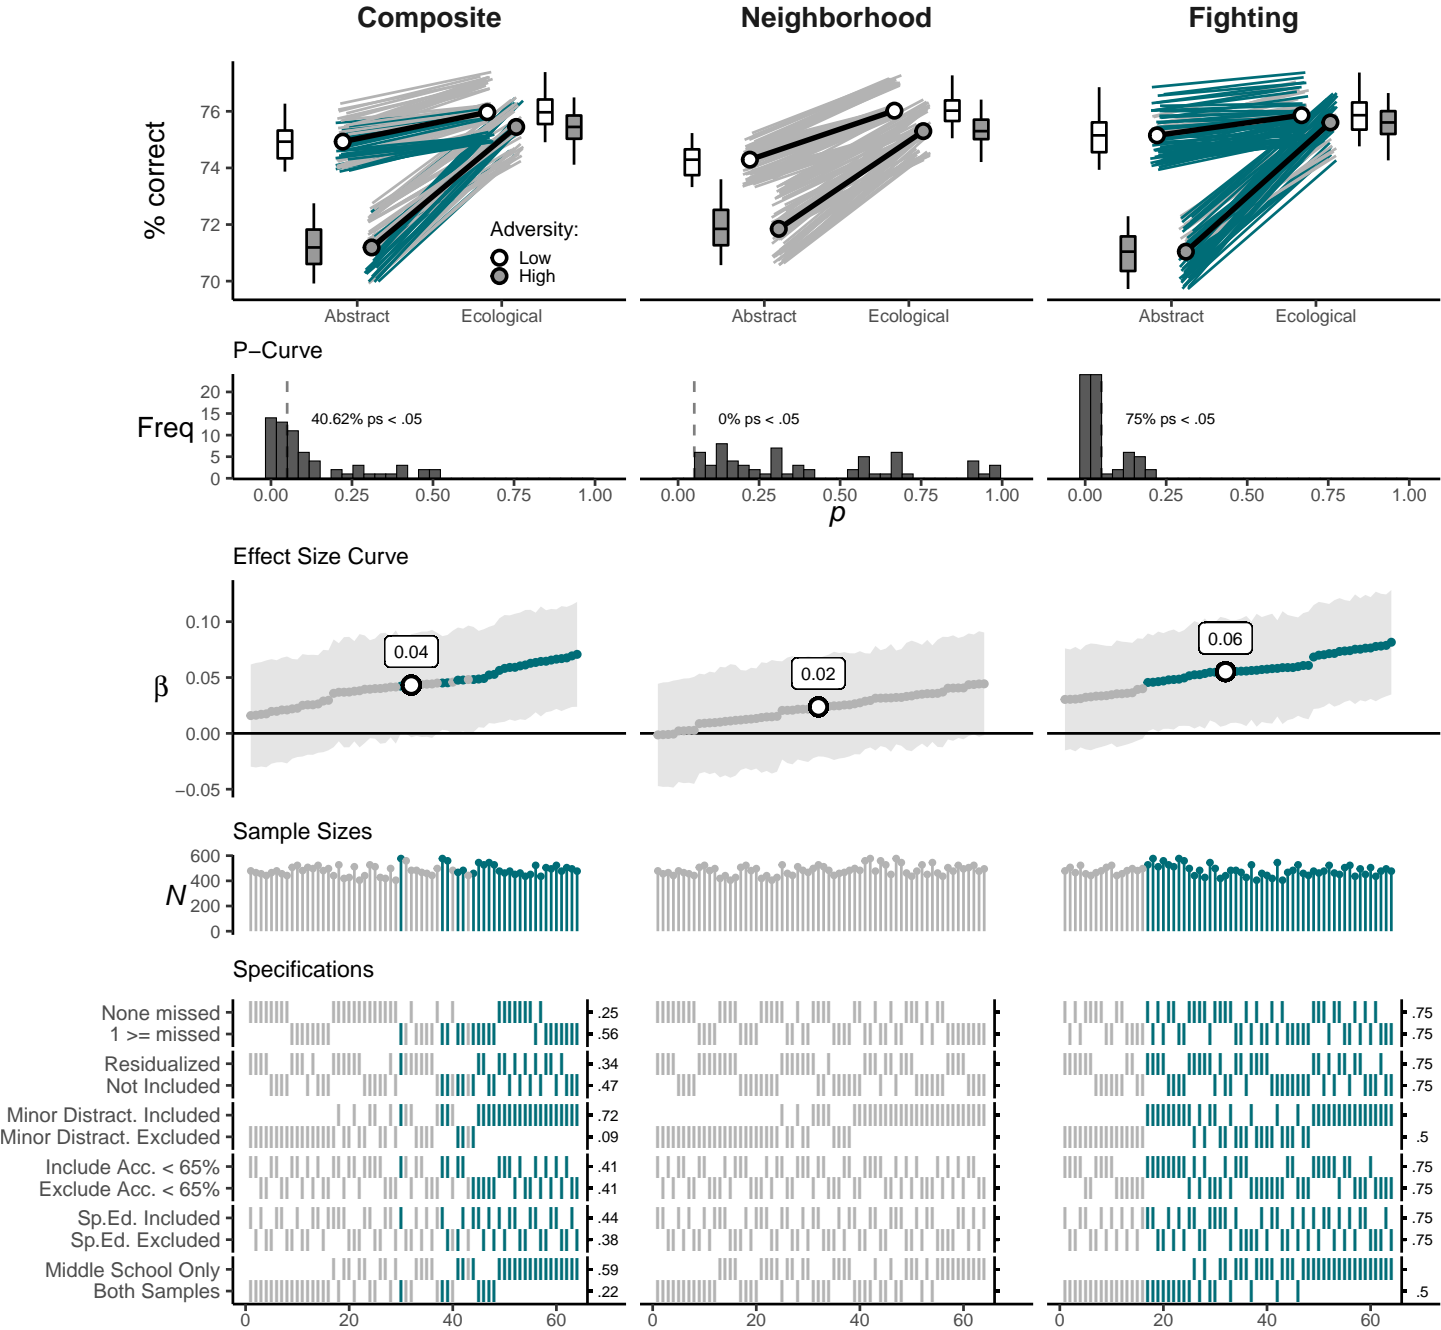 Composite Neighborhood Fighting
% correct
76
74
72
70
Adversity:
Low
High
Abstract Ecological Abstract Ecological Abstract Ecological
P−Curve
Freq
20
15
10
5
0
40.62% ps < .05 0% ps < .05 75% ps < .05
0.00 0.25 0.50 0.75 1.00 0.00 0.25 0.50 0.75 1.00 0.00 0.25 0.50 0.75 1.00
p
Effect Size Curve
β
0.10
0.05
0.00
−0.05
0.04 0.02 0.06
Sample Sizes
N
600
400
200
0
Specifications
None missed .25 .75
1 >= missed .56 .75
Residualized .34 .75
Not Included .47 .75
Minor Distract. Included .72
Minor Distract. Excluded .09 .5
Include Acc. < 65% .41 .75
Exclude Acc. < 65% .41 .75
Sp.Ed. Included .44 .75
Sp.Ed. Excluded .38 .75
Middle School Only .59
Both Samples .22 .5
0 20 40 60 0 20 40 60 0 20 40 60